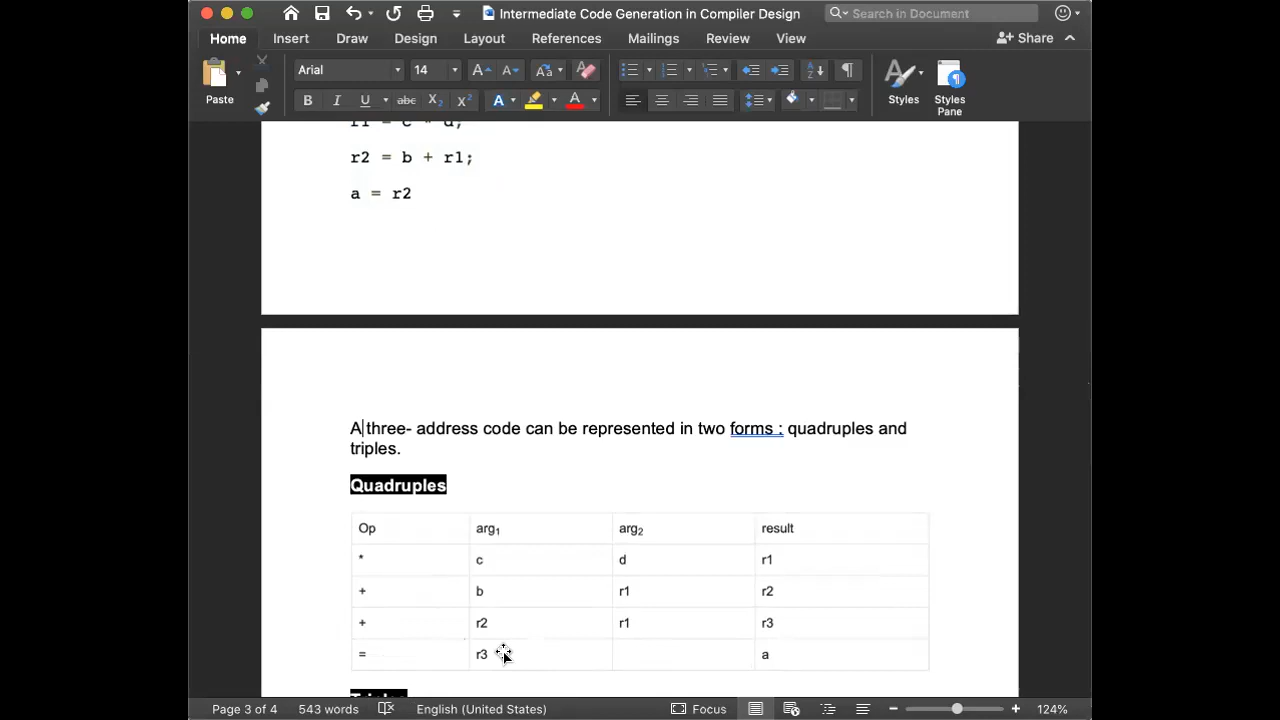 Intermediate Code Generation in Compiler Design
Search in Document
Home Insert Draw Design Layout References Mailings Review View Share
Paste Arial 14 Styles Styles Pane
r1 = c * d;
r2 = b + r1;
a = r2
A three- address code can be represented in two forms : quadruples and
triples.
Quadruples
Op arg1 arg2 result
* c d r1
+ b r1 r2
+ r2 r1 r3
= r3 a
Triples
Page 3 of 4 543 words English (United States) Focus 124%